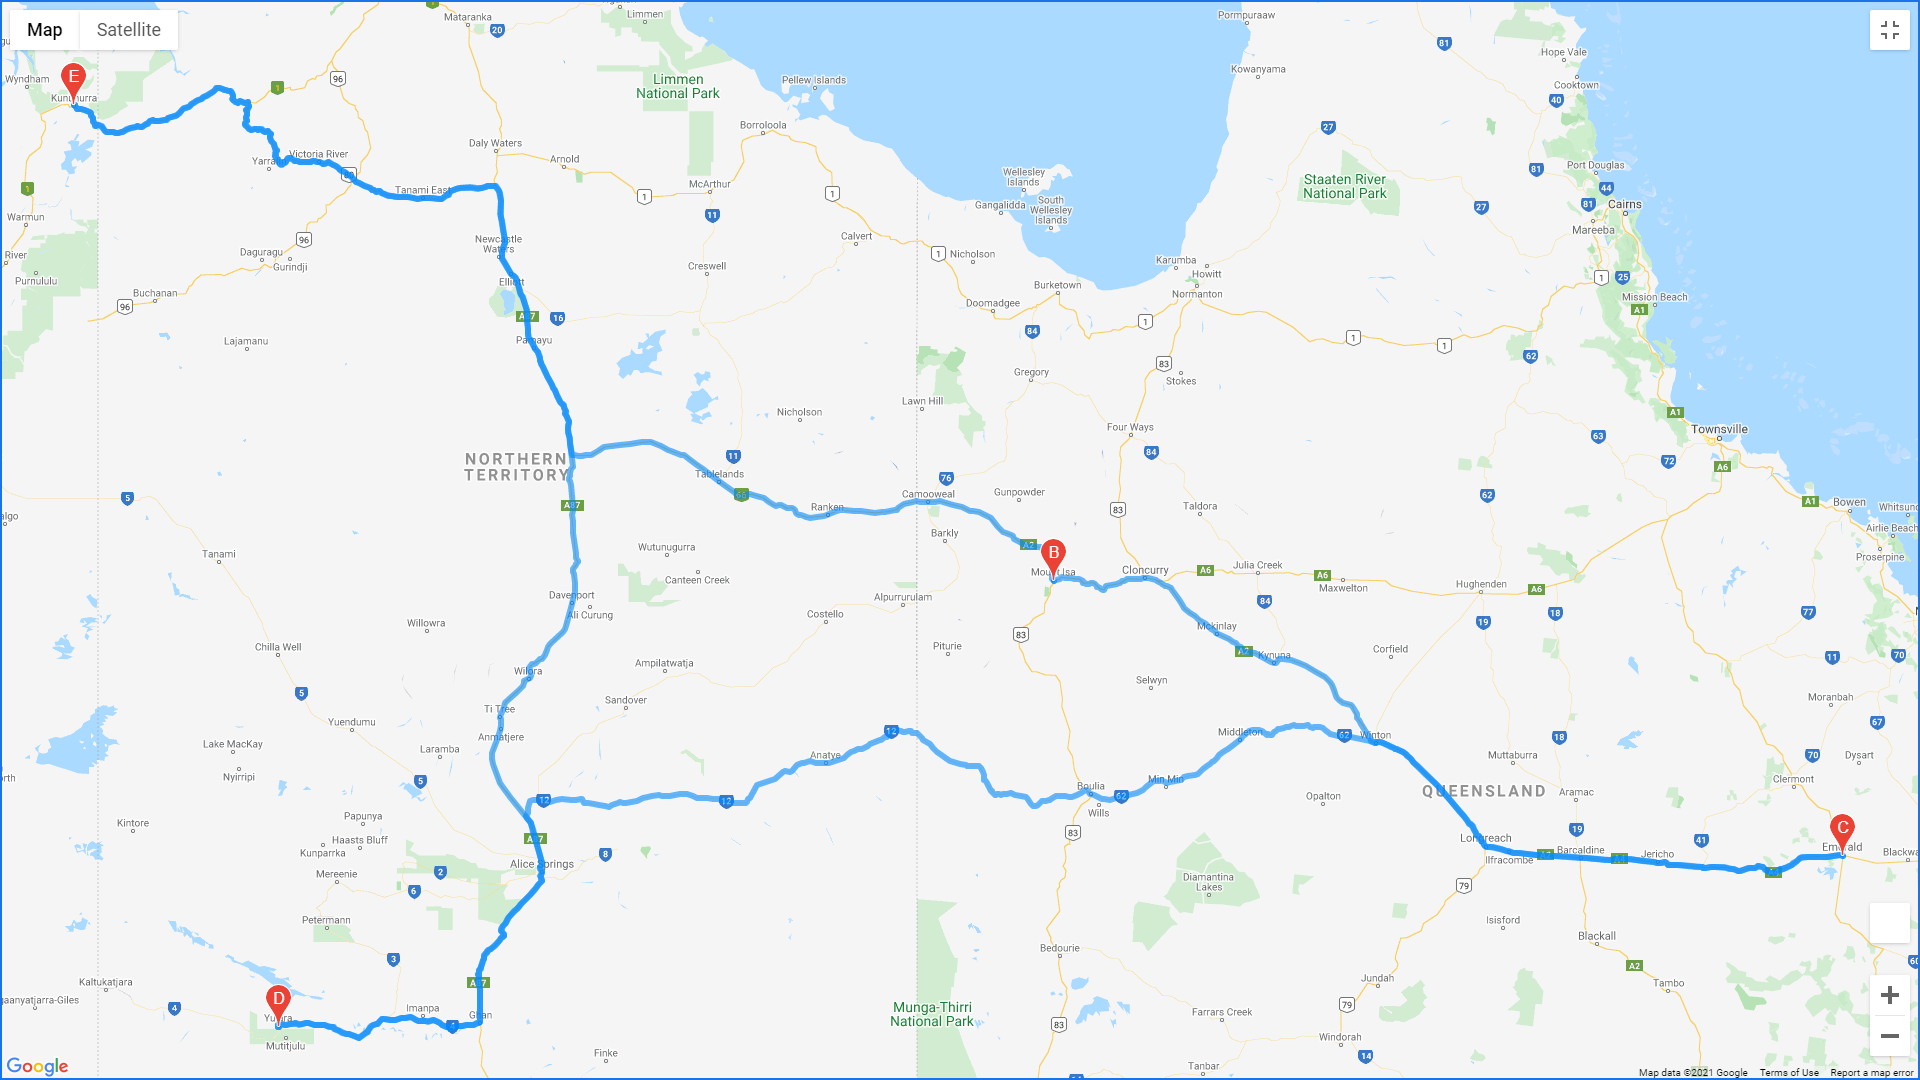 Map
Satellite
Mataranka
20
Limmen
Pormpuraaw
81
Hope Vale
Wyndham
E
96
Limmen
National Park
Pellew Islands
Kowanyama
Cooktown
1
40
Borroloola
27
Daly Waters
Victoria River
Arnold
Port Douglas
81
Tanami East
McArthur
1
1
Wellesley
Islands
Staaten River
National Park
44
1
11
Gangalidda
South
Wellesley
Islands
27
81
Cairns
Warmun
Mareeba
96
Newcastle
Waters
Calvert
1
Nicholson
River
Daguragu
Gurindji
Creswell
Karumba
Howitt
Purnululu
Elliott
Burketown
Normanton
1
25
Buchanan
96
Doomadgee
Mission Beach
A1
16
84
1
1
1
Lajamanu
Pamayu
83
62
Gregory
Stokes
Lawn Hill
Nicholson
A1
Four Ways
63
Townsville
NORTHERN
TERRITORY
11
84
72
A6
Tablelands
66
76
5
Camooweal
Gunpowder
62
A1
Bowen
A87
Ranken
83
Taldora
Whitsund
algo
Barkly
Airlie Beach
Tanami
Wutunugurra
A2
B
Proserpine
Mount Isa
Cloncurry
A6
Julia Creek
A6
Canteen Creek
Maxwelton
Hughenden
A6
Davenport
Alpurrurulam
84
18
77
Ali Curung
Costello
19
Willowra
83
Mckinlay
Chilla Well
Piturie
Kynuna
Corfield
11
70
Wilora
Ampilatwatja
Selwyn
5
Sandover
Moranbah
Ti Tree
Yuendumu
67
Anmatjere
12
Middleton
62
Winton
18
Lake MacKay
Laramba
Anatye
Muttaburra
70
Dysart
Nyirripi
5
Min Min
Clermont
Boulia
62
QUEENSLAND
12
12
Opalton
Aramac
Wills
Papunya
Kintore
83
19
C
Haasts Bluff
A87
Longreach
41
Kunparrka
8
Barcaldine
Jericho
Emerald
Alice Springs
Ilfracombe
Blackwa
Mereenie
2
Diamantina
Lakes
79
6
Petermann
Isisford
Blackall
Bedourie
3
A2
60
Kaltukatjara
A87
Jundah
Tambo
D
gaanyatjarra-Giles
4
Imanpa
Munga-Thirri
National Park
79
Yulara
Ghan
Farrars Creek
4
83
Mutitjulu
Finke
Windorah
14
Tanbar
Google
Map data ©2021 Google
Terms of Use
Report a map error